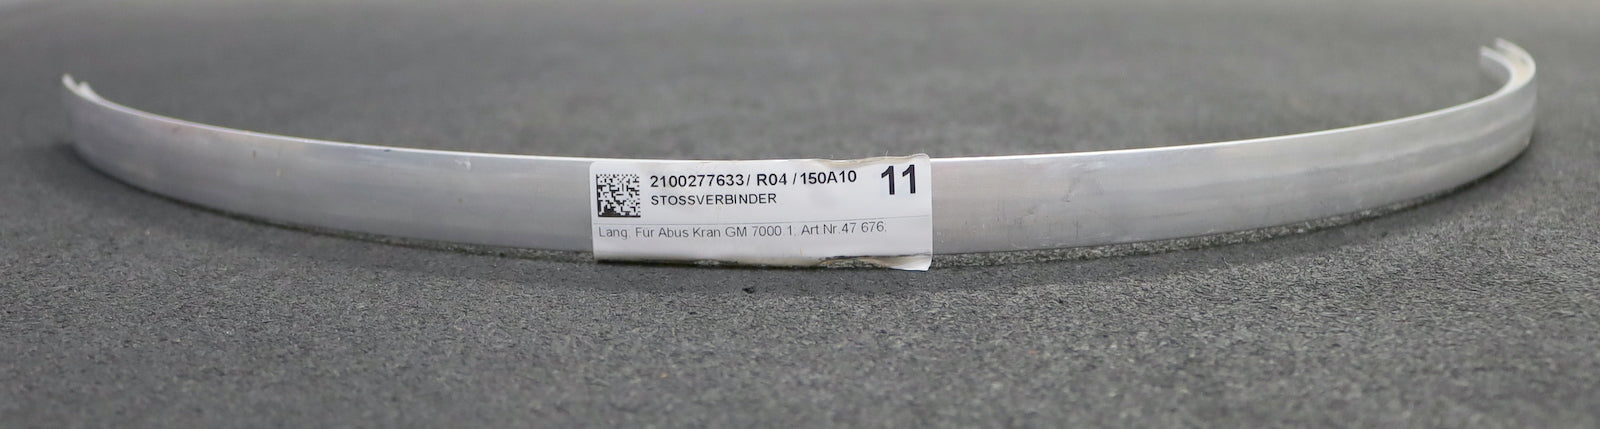 2100277633/ R04 /150A10 11
STOSSVERBINDER
Lang. Für Abus Kran GM 7000.1. Art Nr.47 676.